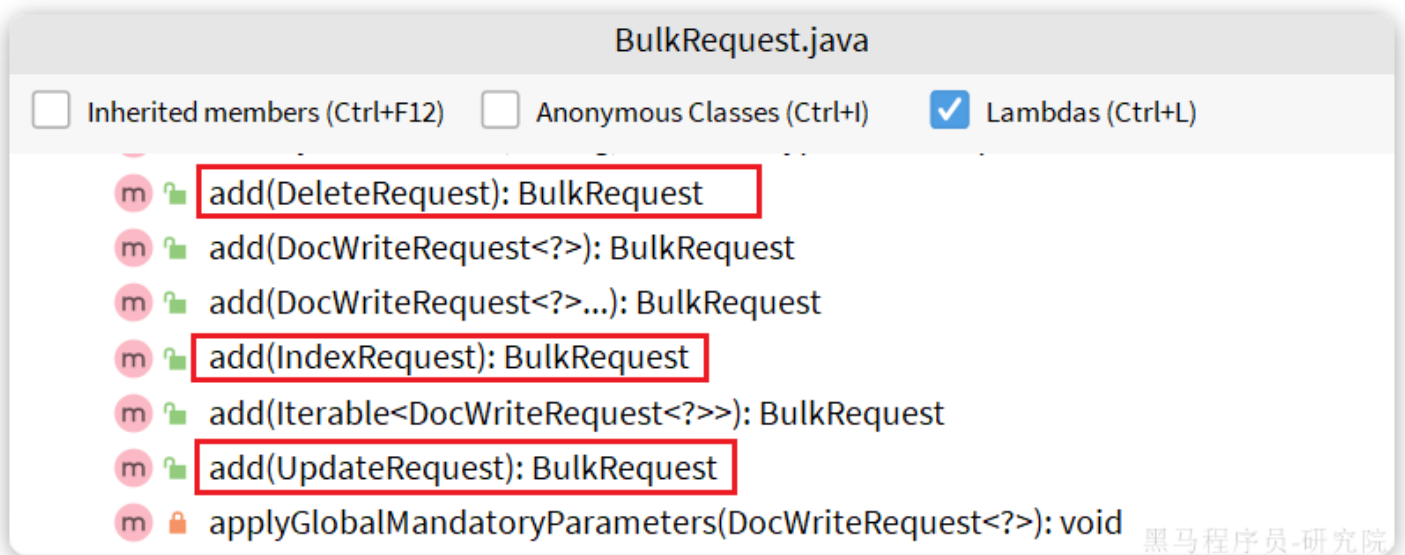 BulkRequest.java
Inherited members (Ctrl+F12) Anonymous Classes (Ctrl+I) Lambdas (Ctrl+L)
m add(DeleteRequest): BulkRequest
m add(DocWriteRequest<?>): BulkRequest
m add(DocWriteRequest<?>...): BulkRequest
m add(IndexRequest): BulkRequest
m add(Iterable<DocWriteRequest<?>>): BulkRequest
m add(UpdateRequest): BulkRequest
m applyGlobalMandatoryParameters(DocWriteRequest<?>): void
黑马程序员-研究院